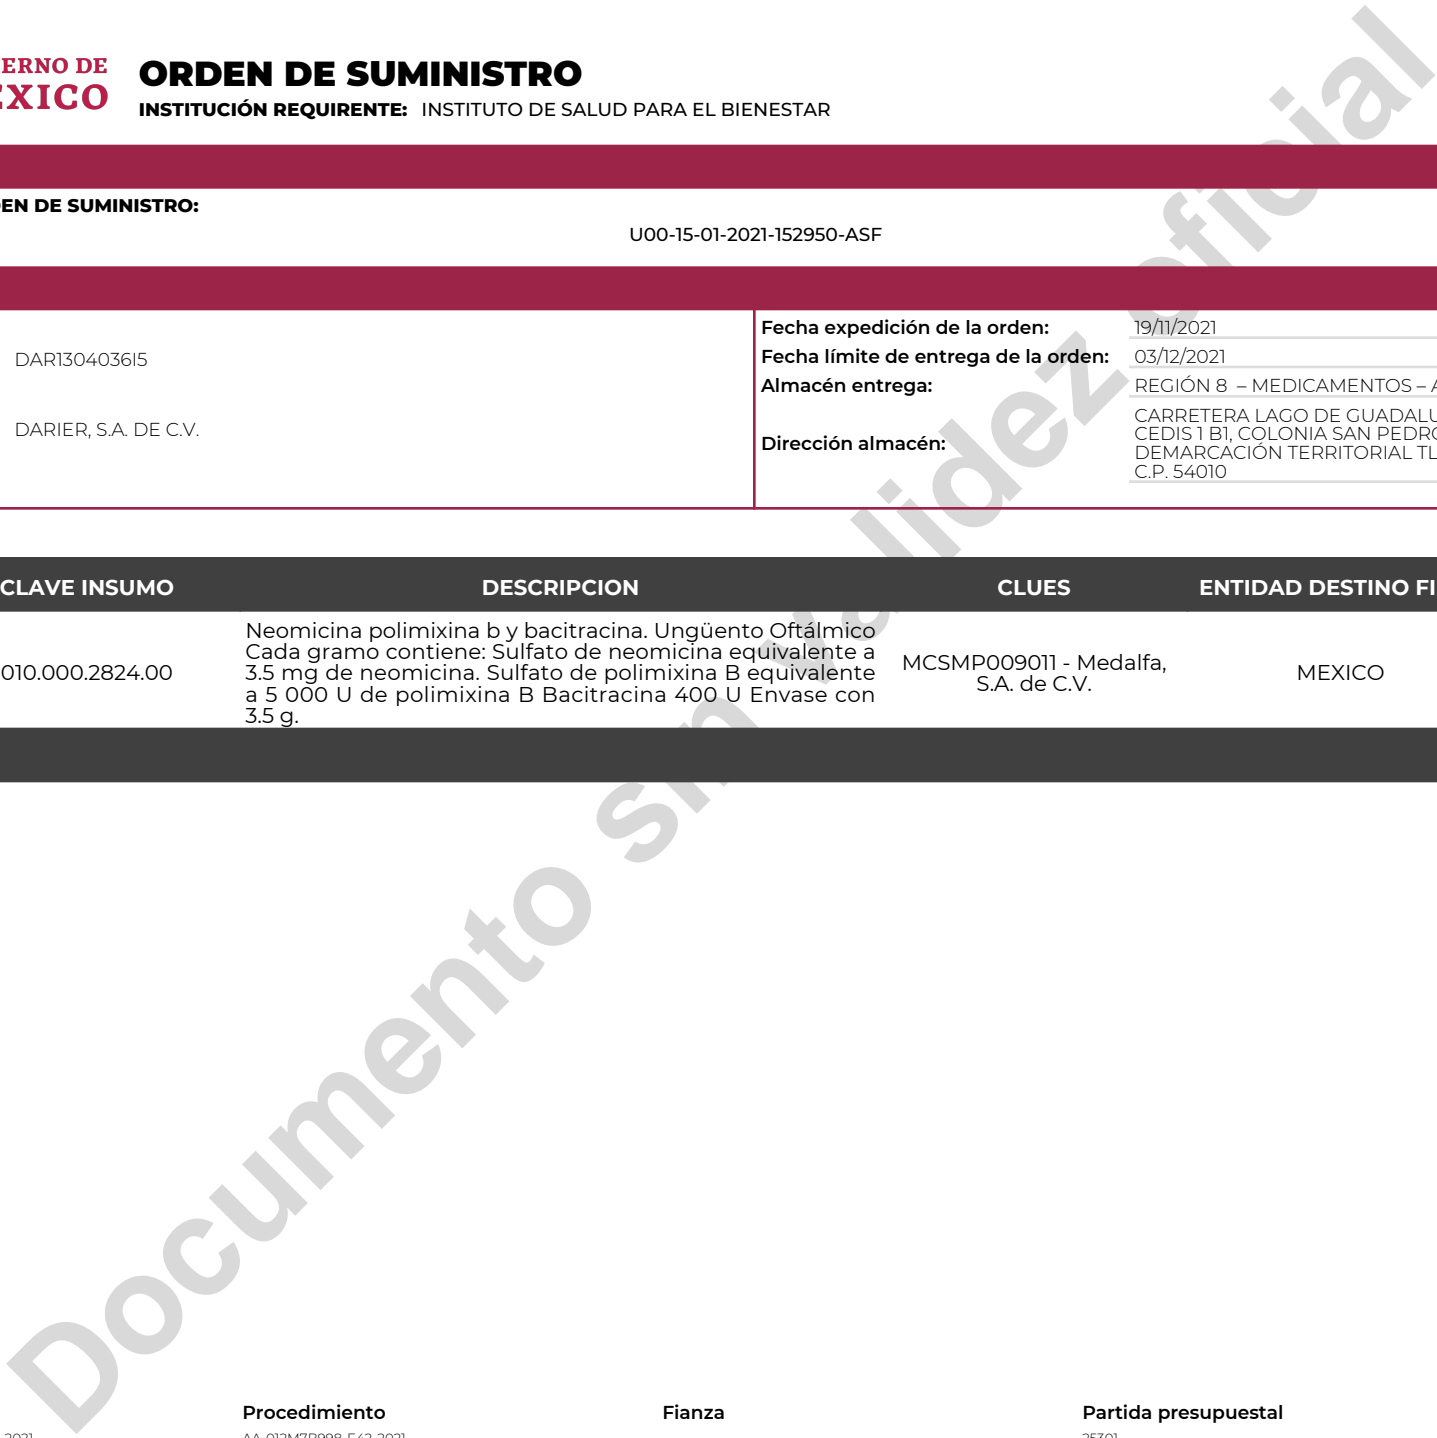 ORDEN DE SUMINISTRO
INSTITUCIÓN REQUIRENTE: INSTITUTO DE SALUD PARA EL BIENESTAR
ERNO DE
EXICO
EN DE SUMINISTRO:
U00-15-01-2021-152950-ASF
DAR1304036I5
DARIER, S.A. DE C.V.
Fecha expedición de la orden: 19/11/2021
Fecha límite de entrega de la orden: 03/12/2021
Almacén entrega: REGIÓN 8 – MEDICAMENTOS –
Dirección almacén:
CARRETERA LAGO DE GUADALU
CEDIS 1 B1, COLONIA SAN PEDRO
DEMARCACIÓN TERRITORIAL TL
C.P. 54010
CLAVE INSUMO DESCRIPCION CLUES ENTIDAD DESTINO FI
010.000.2824.00
Neomicina polimixina b y bacitracina. Ungüento Oftálmico
Cada gramo contiene: Sulfato de neomicina equivalente a
3.5 mg de neomicina. Sulfato de polimixina B equivalente
a 5 000 U de polimixina B Bacitracina 400 U Envase con
3.5 g.
MCSMP009011 - Medalfa,
S.A. de C.V.
MEXICO
Documento sin validez oficial
Procedimiento Fianza Partida presupuestal